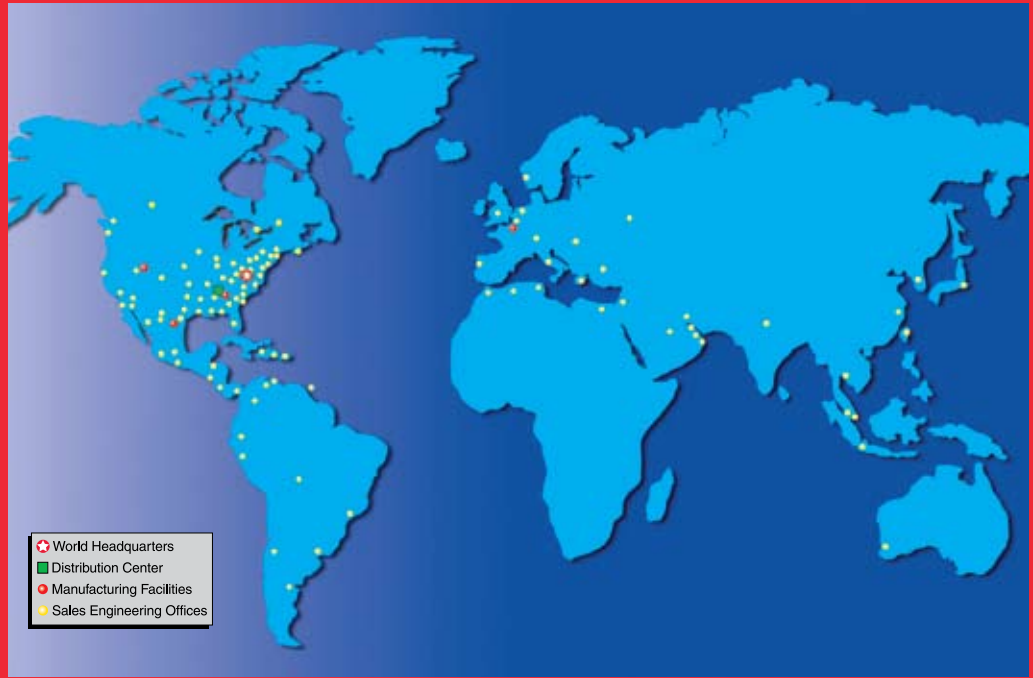 World Headquarters
Distribution Center
Manufacturing Facilities
Sales Engineering Offices